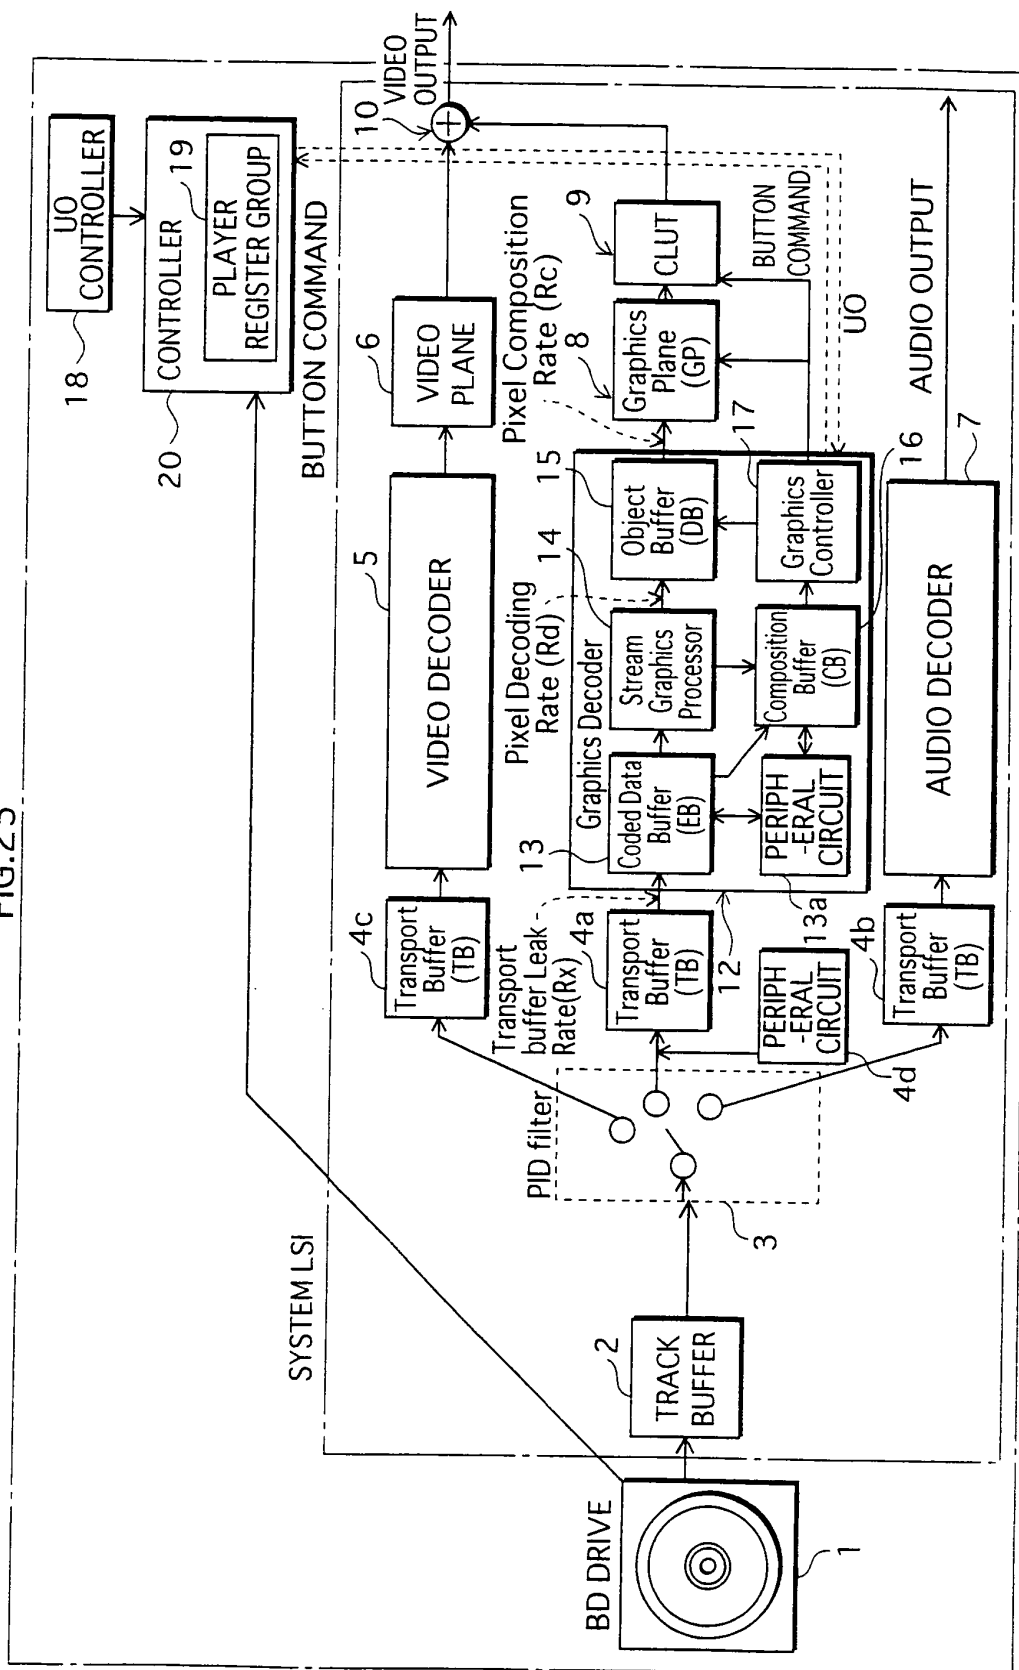 FIG.25
18
UO
CONTROLLER
20
CONTROLLER
19
PLAYER
REGISTER GROUP
BUTTON COMMAND
SYSTEM LSI
4c
Transport
Buffer
(TB)
5
VIDEO DECODER
6
VIDEO
PLANE
10
VIDEO
OUTPUT
Transport
buffer Leak
Rate(Rx)
Pixel Decoding
Rate (Rd)
Pixel Composition
Rate (Rc)
BD DRIVE
1
2
TRACK
BUFFER
PID filter
3
4a
Transport
Buffer
(TB)
PERIPH
-ERAL
CIRCUIT
4d
12
Graphics Decoder
13
Coded Data
Buffer
(EB)
PERIPH
-ERAL
CIRCUIT
13a
14
Stream
Graphics
Processor
Composition
Buffer
(CB)
16
15
Object
Buffer
(DB)
17
Graphics
Controller
8
Graphics
Plane
(GP)
9
CLUT
BUTTON
COMMAND
UO
4b
Transport
Buffer
(TB)
AUDIO DECODER
7
AUDIO OUTPUT